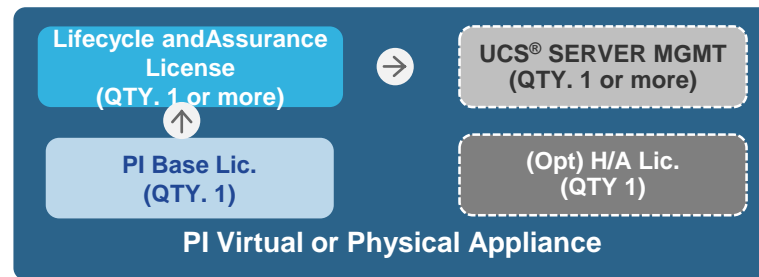 Lifecycle andAssurance
License
(QTY. 1 or more)
UCS® SERVER MGMT
(QTY. 1 or more)
PI Base Lic.
(QTY. 1)
(Opt) H/A Lic.
(QTY 1)
PI Virtual or Physical Appliance